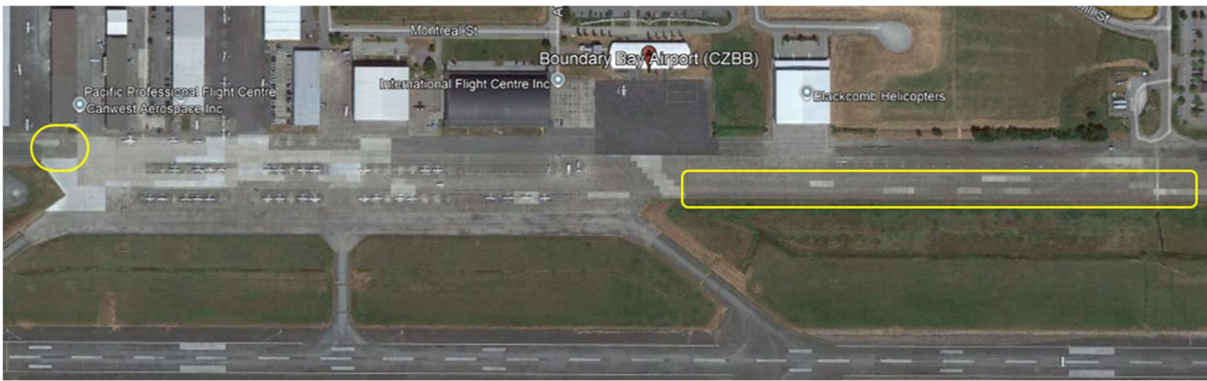 Montreal St
Boundary Bay Airport (CZBB)
International Flight Centre Inc
Pacific Professional Flight Centre
Canwest Aerospace Inc
Blackcomb Helicopters